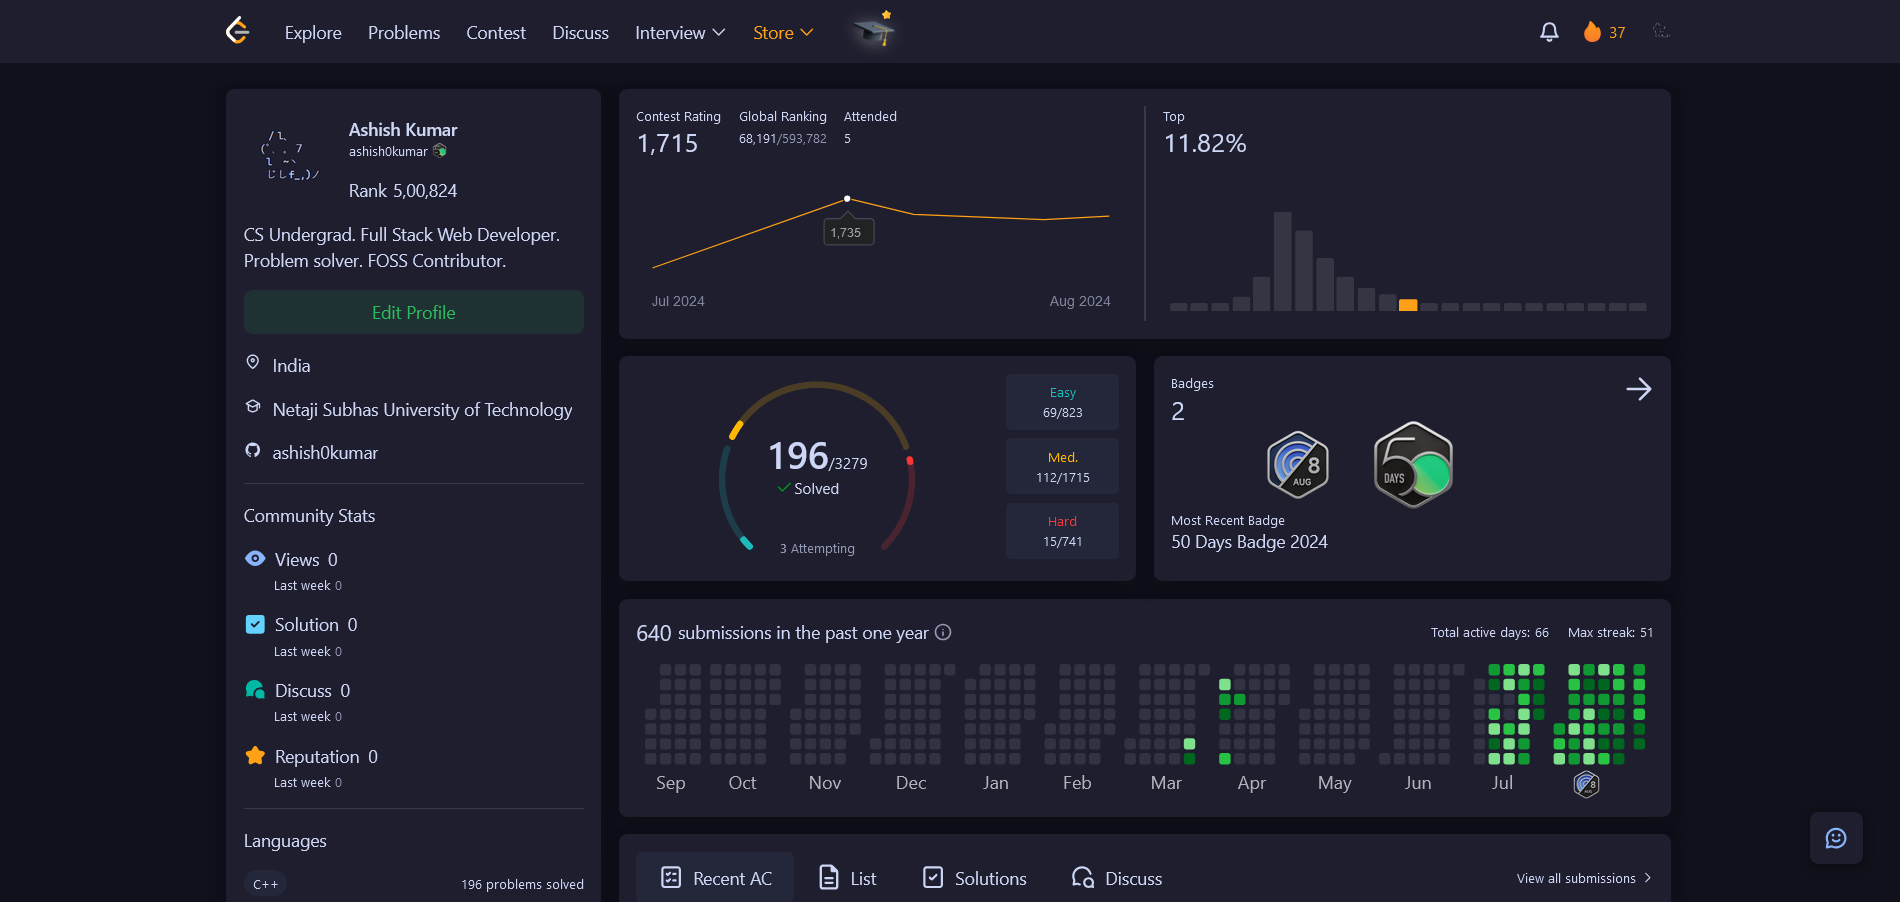 Explore Problems Contest Discuss Interview Store 37
Ashish Kumar
ashish0kumar
Rank 5,00,824
CS Undergrad. Full Stack Web Developer.
Problem solver. FOSS Contributor.
Edit Profile
India
Netaji Subhas University of Technology
ashish0kumar
Community Stats
Views 0
Last week 0
Solution 0
Last week 0
Discuss 0
Last week 0
Reputation 0
Last week 0
Languages
C++ 196 problems solved
Contest Rating Global Ranking Attended
1,715 68,191/593,782 5
1,735
Jul 2024 Aug 2024
Top
11.82%
196/3279
Solved
3 Attempting
Easy
69/823
Med.
112/1715
Hard
15/741
Badges
2
8
AUG
50
DAYS
Most Recent Badge
50 Days Badge 2024
640 submissions in the past one year Total active days: 66 Max streak: 51
Sep Oct Nov Dec Jan Feb Mar Apr May Jun Jul
Recent AC List Solutions Discuss View all submissions